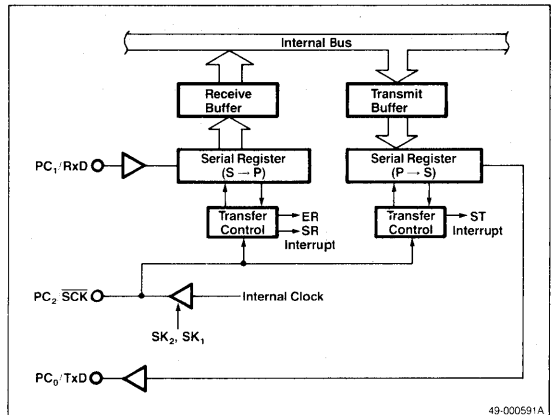 Internal Bus
Receive
Buffer
Transmit
Buffer
PC1/RxD
Serial Register
(S → P)
Serial Register
(P → S)
Transfer
Control
ER
SR
Interrupt
Transfer
Control
ST
Interrupt
PC2/SCK
Internal Clock
SK2, SK1
PC0/TxD
49-000591A